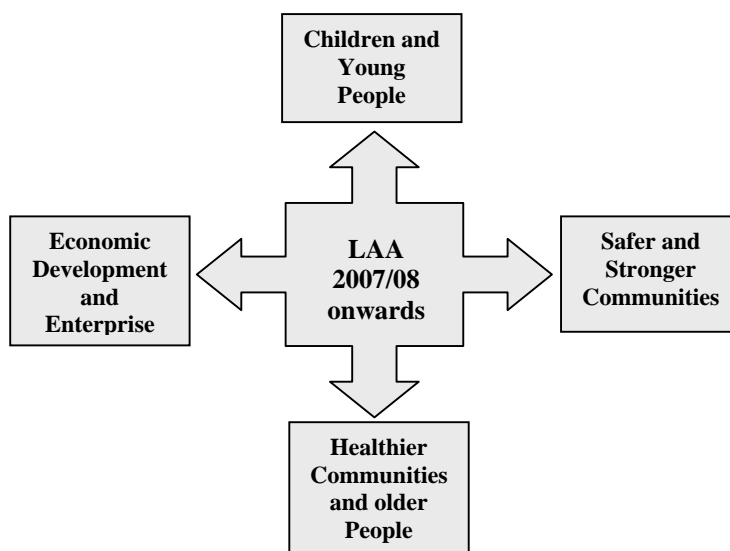 Children and
Young
People
Economic
Development
and
Enterprise
LAA
2007/08
onwards
Safer and
Stronger
Communities
Healthier
Communities
and older
People